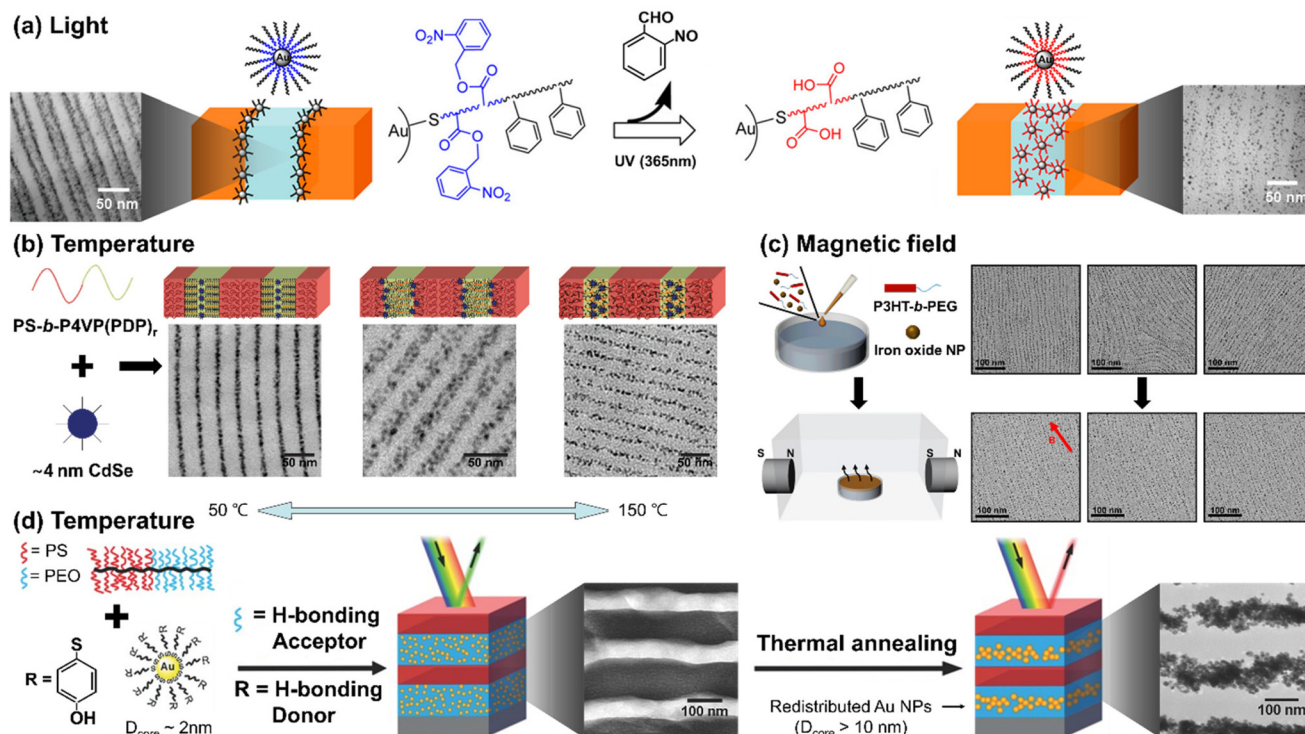 (a) Light
Au
O₂N
O
O
Au
S
O
O
NO₂
CHO
NO
UV (365nm)
HO
O
Au
S
O
OH
Au
50 nm
50 nm
(b) Temperature
PS-b-P4VP(PDP)r
+
~4 nm CdSe
50 nm
50 nm
50 nm
50 ℃
150 ℃
(c) Magnetic field
P3HT-b-PEG
Iron oxide NP
S N
S N
100 nm
100 nm
100 nm
B
100 nm
100 nm
100 nm
(d) Temperature
= PS
= PEO
+
R =
S
OH
R R R R R R R R R R
Au
Dcore ~ 2nm
= H-bonding
Acceptor
R = H-bonding
Donor
100 nm
Thermal annealing
Redistributed Au NPs
(Dcore > 10 nm)
100 nm